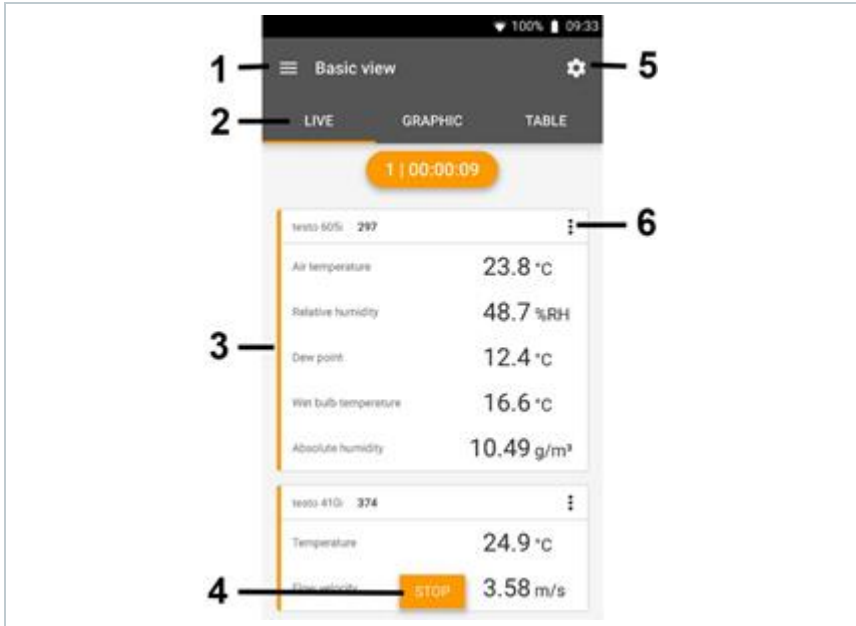 100% 09:33
1 Basic view 5
2 LIVE GRAPHIC TABLE
1 | 00:00:09
testo 605i 297 6
Air temperature 23.8 °C
Relative humidity 48.7 %RH
3 Dew point 12.4 °C
Wet bulb temperature 16.6 °C
Absolute humidity 10.49 g/m³
testo 410i 374
Temperature 24.9 °C
4 Flow velocity STOP 3.58 m/s